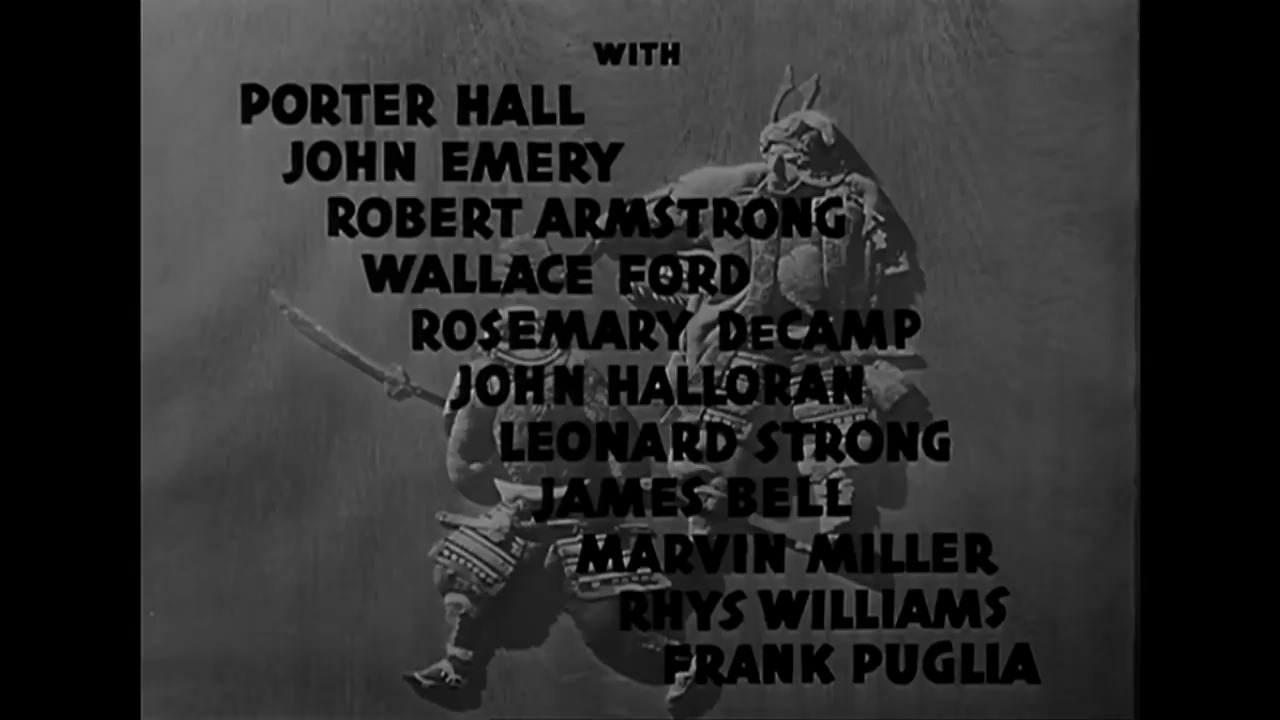 WITH
PORTER HALL
JOHN EMERY
ROBERT ARMSTRONG
WALLACE FORD
ROSEMARY DECAMP
JOHN HALLORAN
LEONARD STRONG
JAMES BELL
MARVIN MILLER
RHYS WILLIAMS
FRANK PUGLIA